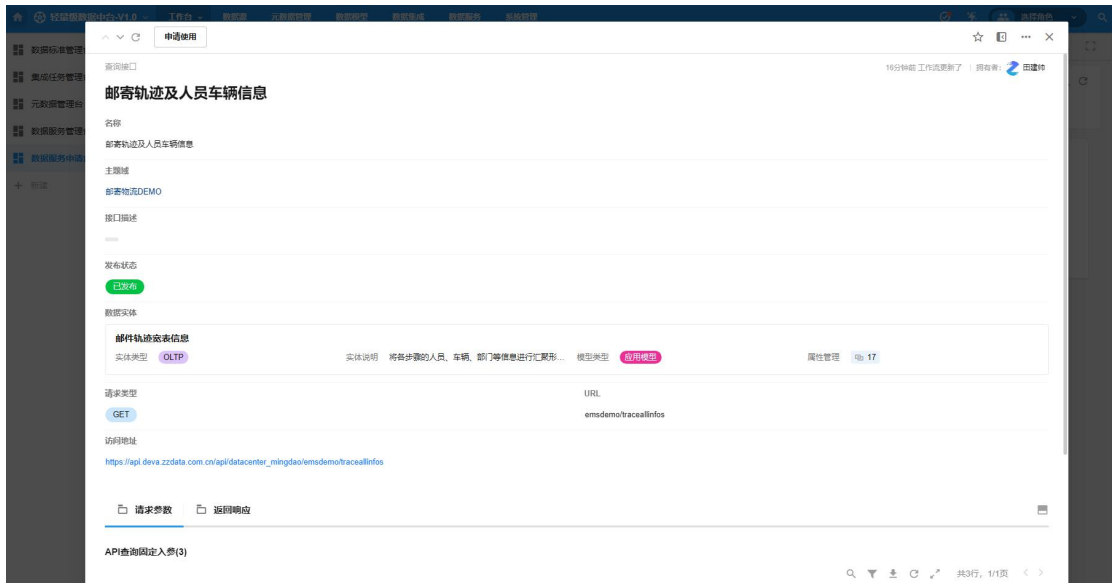 轻量级数据中台-V1.0 工作台 数据源 元数据管理 数据模型 数据集成 数据服务 系统管理 选择角色
数据标准管理
集成任务管理
元数据管理台
数据服务管理
数据服务申请
新建
申请使用
查询接口
16分钟前 工作流更新了 拥有者: 田建帅
邮寄轨迹及人员车辆信息
名称
邮寄轨迹及人员车辆信息
主题域
邮寄物流DEMO
接口描述
发布状态
已发布
数据实体
邮件轨迹宽表信息
实体类型 OLTP 实体说明 将各步骤的人员、车辆、部门等信息进行汇聚形... 模型类型 应用模型 属性管理 17
请求类型 URL
GET emsdemo/traceallinfos
访问地址
https://api.deva.zzdata.com.cn/api/datacenter_mingdao/emsdemo/traceallinfos
请求参数 返回响应
API查询固定入参(3)
共3行, 1/1页